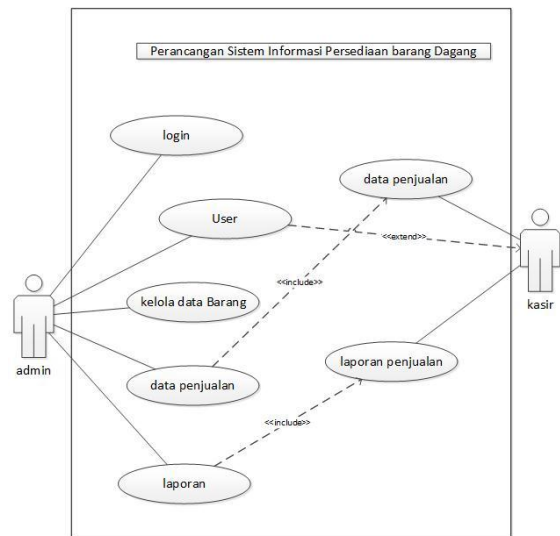 Perancangan Sistem Informasi Persediaan barang Dagang
login
data penjualan
User
<<extend>>
<<include>>
kelola data Barang
kasir
admin
data penjualan
laporan penjualan
<<include>>
laporan